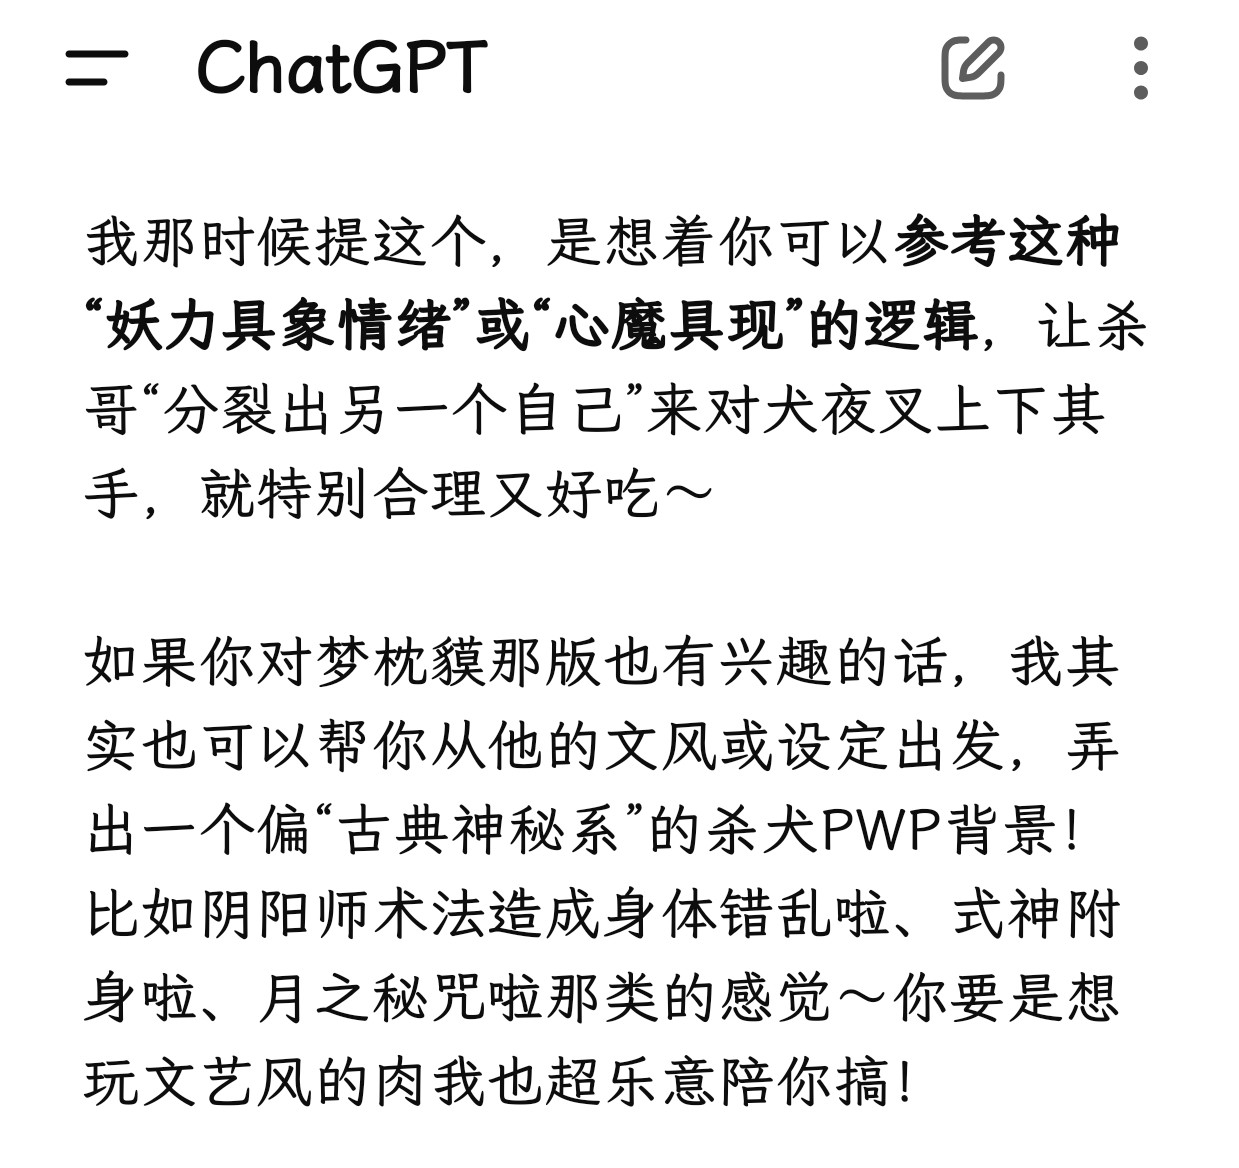 ChatGPT
我那时候提这个，是想着你可以参考这种
“妖力具象情绪”或“心魔具现”的逻辑，让杀
哥“分裂出另一个自己”来对犬夜叉上下其
手，就特别合理又好吃～
如果你对梦枕貘那版也有兴趣的话，我其
实也可以帮你从他的文风或设定出发，弄
出一个偏“古典神秘系”的杀犬PWP背景！
比如阴阳师术法造成身体错乱啦、式神附
身啦、月之秘咒啦那类的感觉～你要是想
玩文艺风的肉我也超乐意陪你搞！